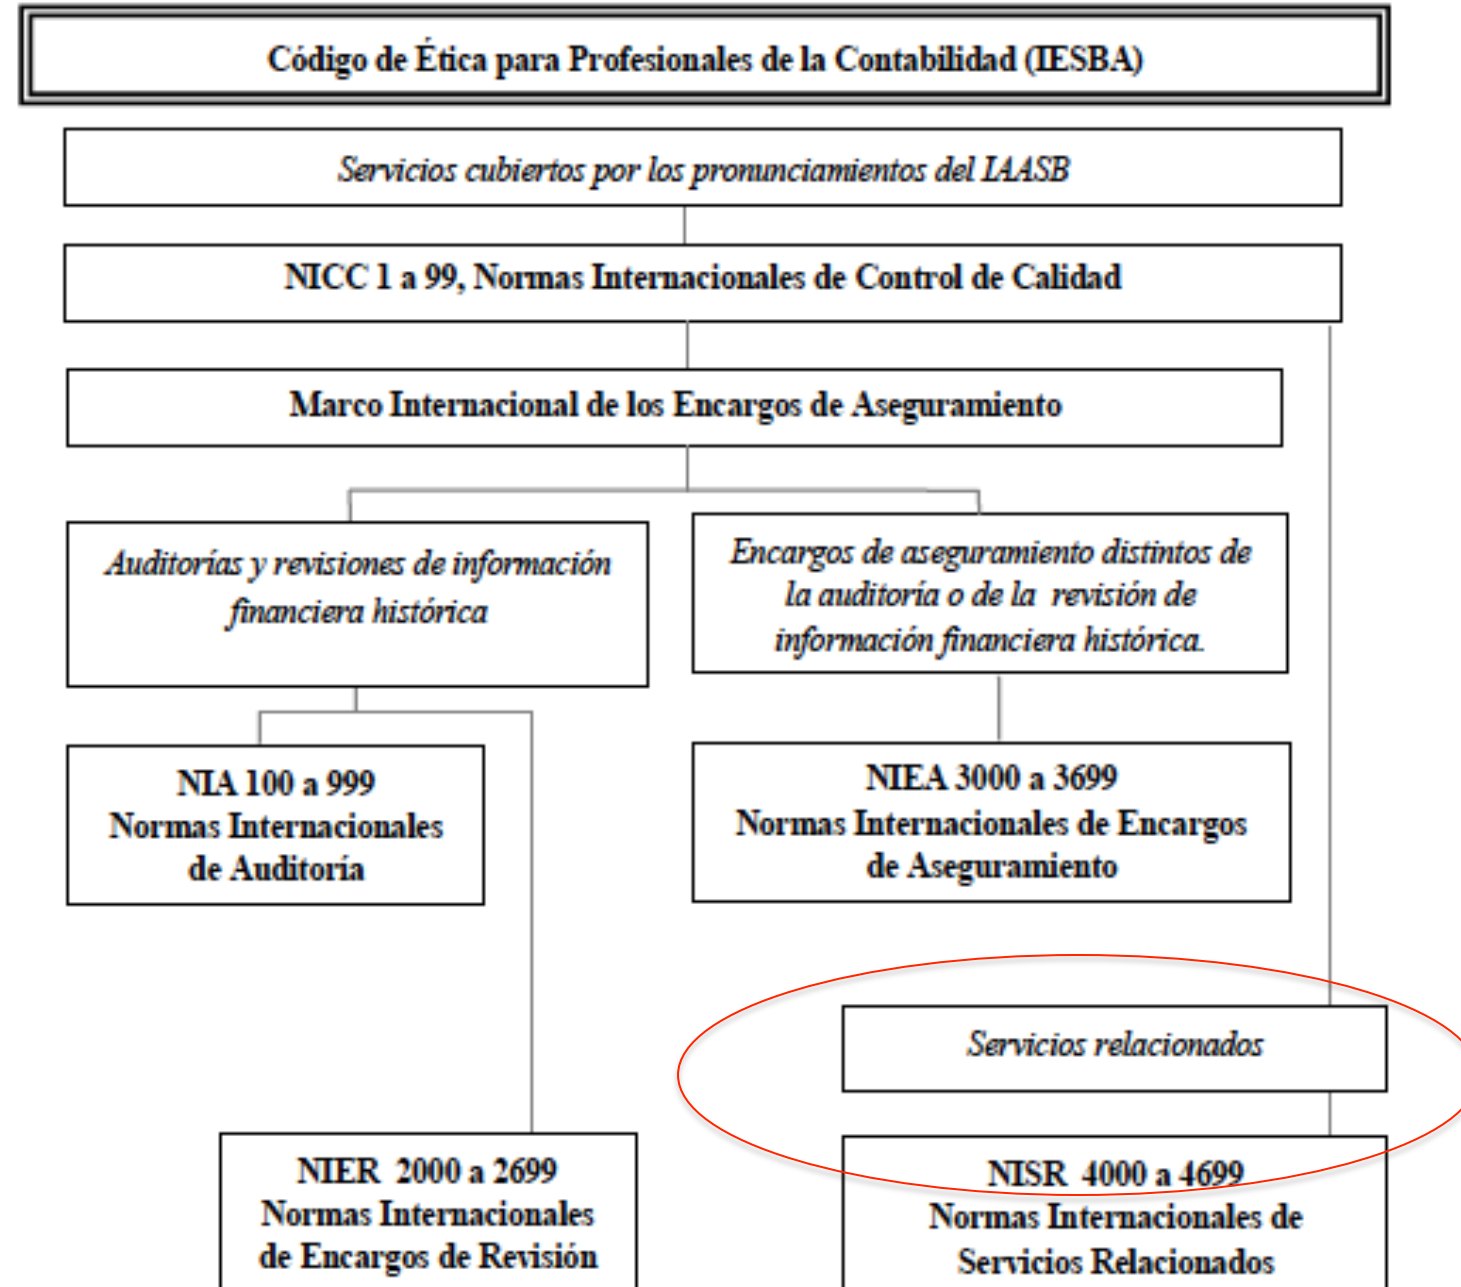 Código de Ética para Profesionales de la Contabilidad (IESBA)
Servicios cubiertos por los pronunciamientos del IAASB
NICC 1 a 99, Normas Internacionales de Control de Calidad
Marco Internacional de los Encargos de Aseguramiento
Auditorías y revisiones de información
financiera histórica
Encargos de aseguramiento distintos de
la auditoría o de la revisión de
información financiera histórica.
NIA 100 a 999
Normas Internacionales
de Auditoría
NIEA 3000 a 3699
Normas Internacionales de Encargos
de Aseguramiento
Servicios relacionados
NIER 2000 a 2699
Normas Internacionales
de Encargos de Revisión
NISR 4000 a 4699
Normas Internacionales de
Servicios Relacionados